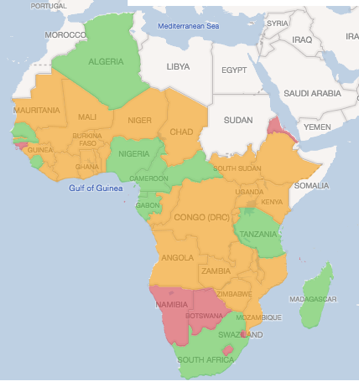 PORTUGAL
Mediterranean Sea
SYRIA
MOROCCO
IRAQ
IRA
ALGERIA
LIBYA
EGYPT
SAUDI ARABIA
MAURITANIA
MALI
NIGER
SUDAN
YEMEN
CHAD
BURKINA
FASO
GUINEA
NIGERIA
GHANA
SOUTH SUDAN
CAMEROON
SOMALIA
Gulf of Guinea
UGANDA
KENYA
GABON
CONGO (DRC)
TANZANIA
ANGOLA
ZAMBIA
MADAGASCAR
ZIMBABWE
NAMIBIA
BOTSWANA
MOZAMBIQUE
SWAZILAND
SOUTH AFRICA